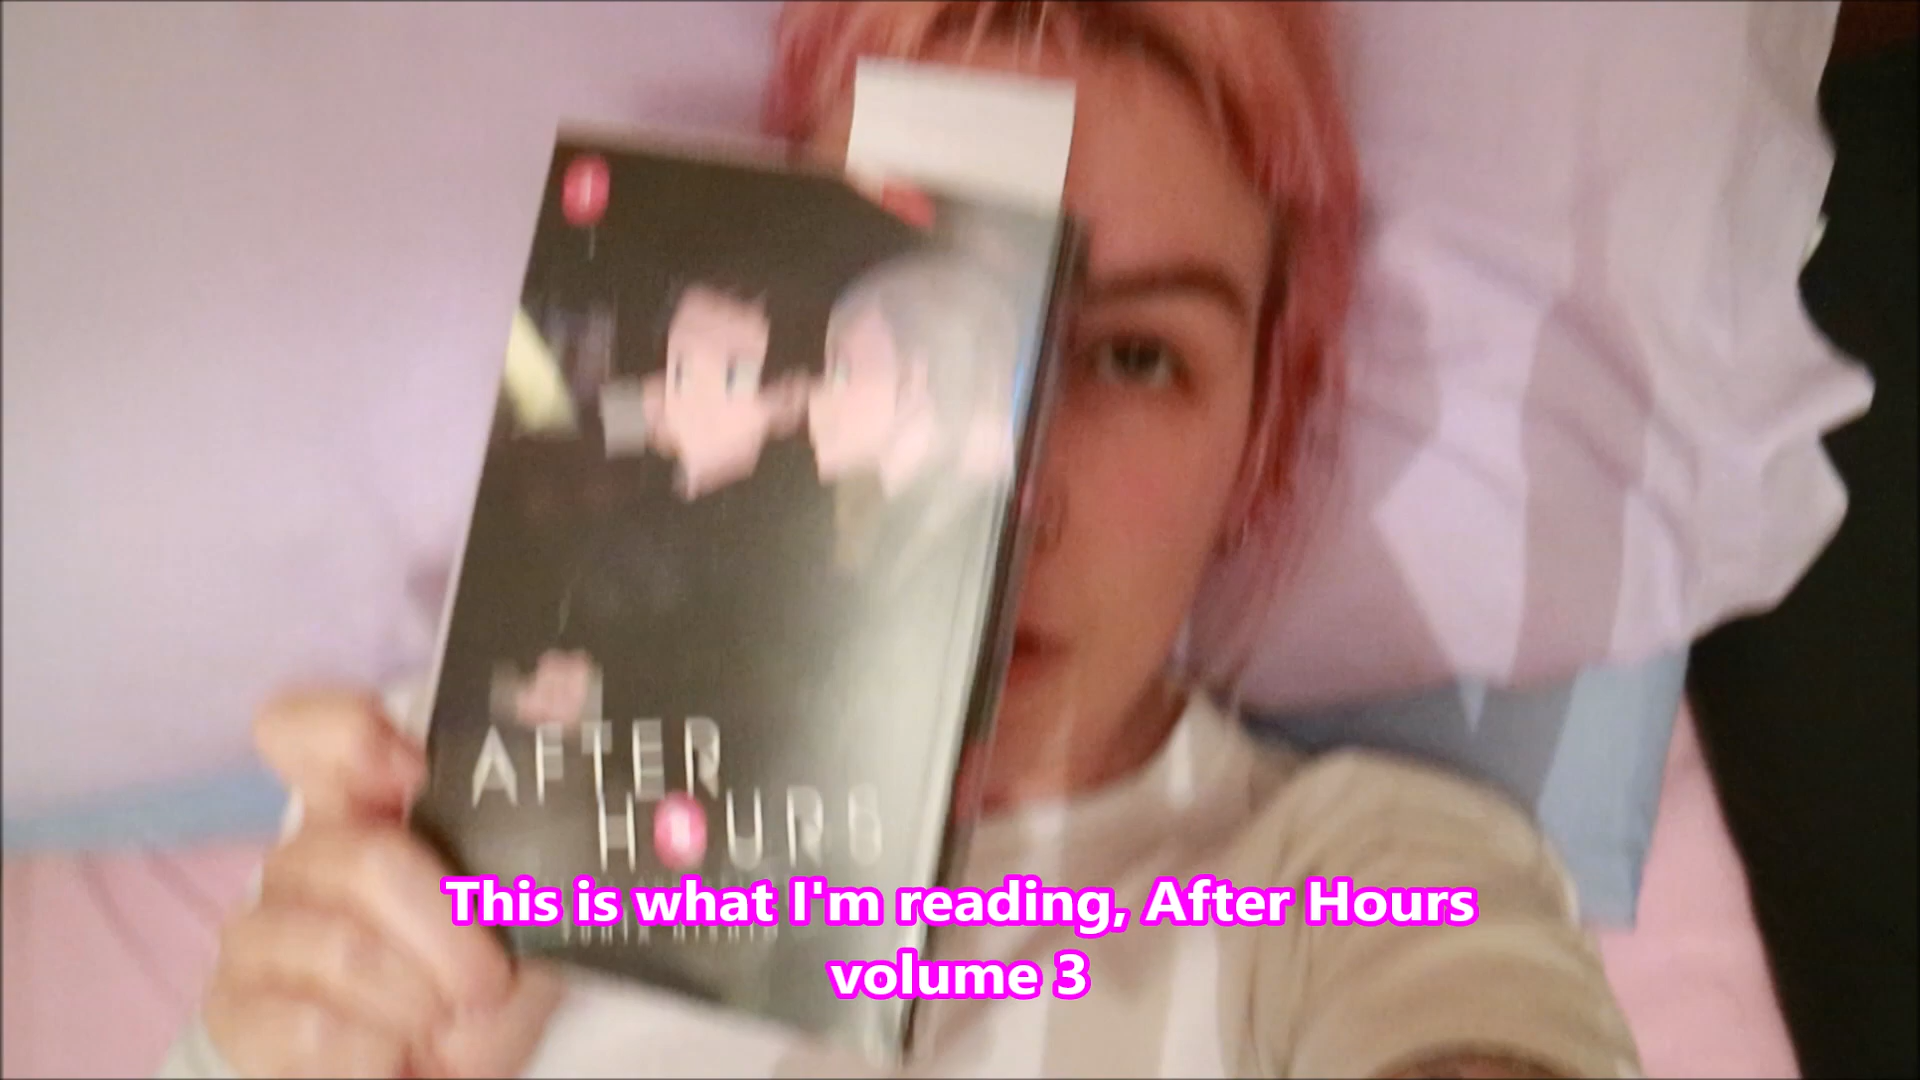 AFTER
HOURS
This is what I'm reading, After Hours
volume 3